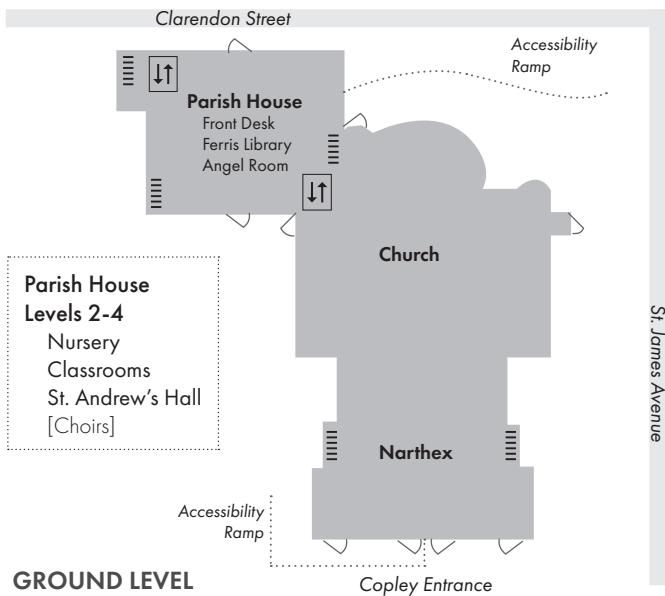 Clarendon Street
Accessibility
Ramp
Parish House
Front Desk
Ferris Library
Angel Room
Church
Parish House
Levels 2-4
Nursery
Classrooms
St. Andrew's Hall
[Choirs]
St. James Avenue
Narthex
Accessibility
Ramp
GROUND LEVEL
Copley Entrance